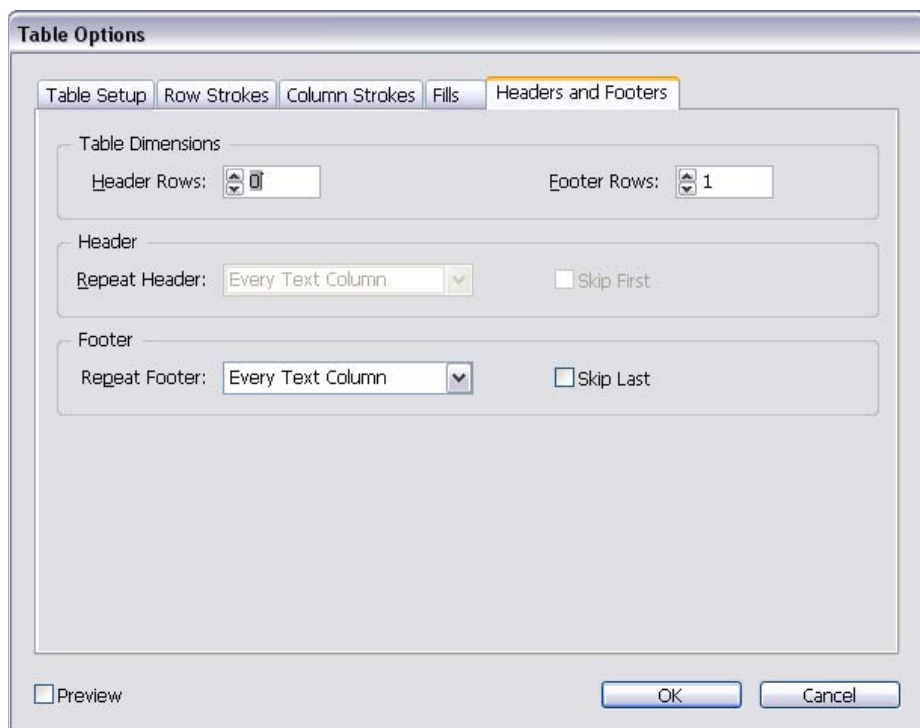 Table Options
Table Setup Row Strokes Column Strokes Fills Headers and Footers
Table Dimensions
Header Rows: 0 Footer Rows: 1
Header
Repeat Header: Every Text Column Skip First
Footer
Repeat Footer: Every Text Column Skip Last
Preview OK Cancel